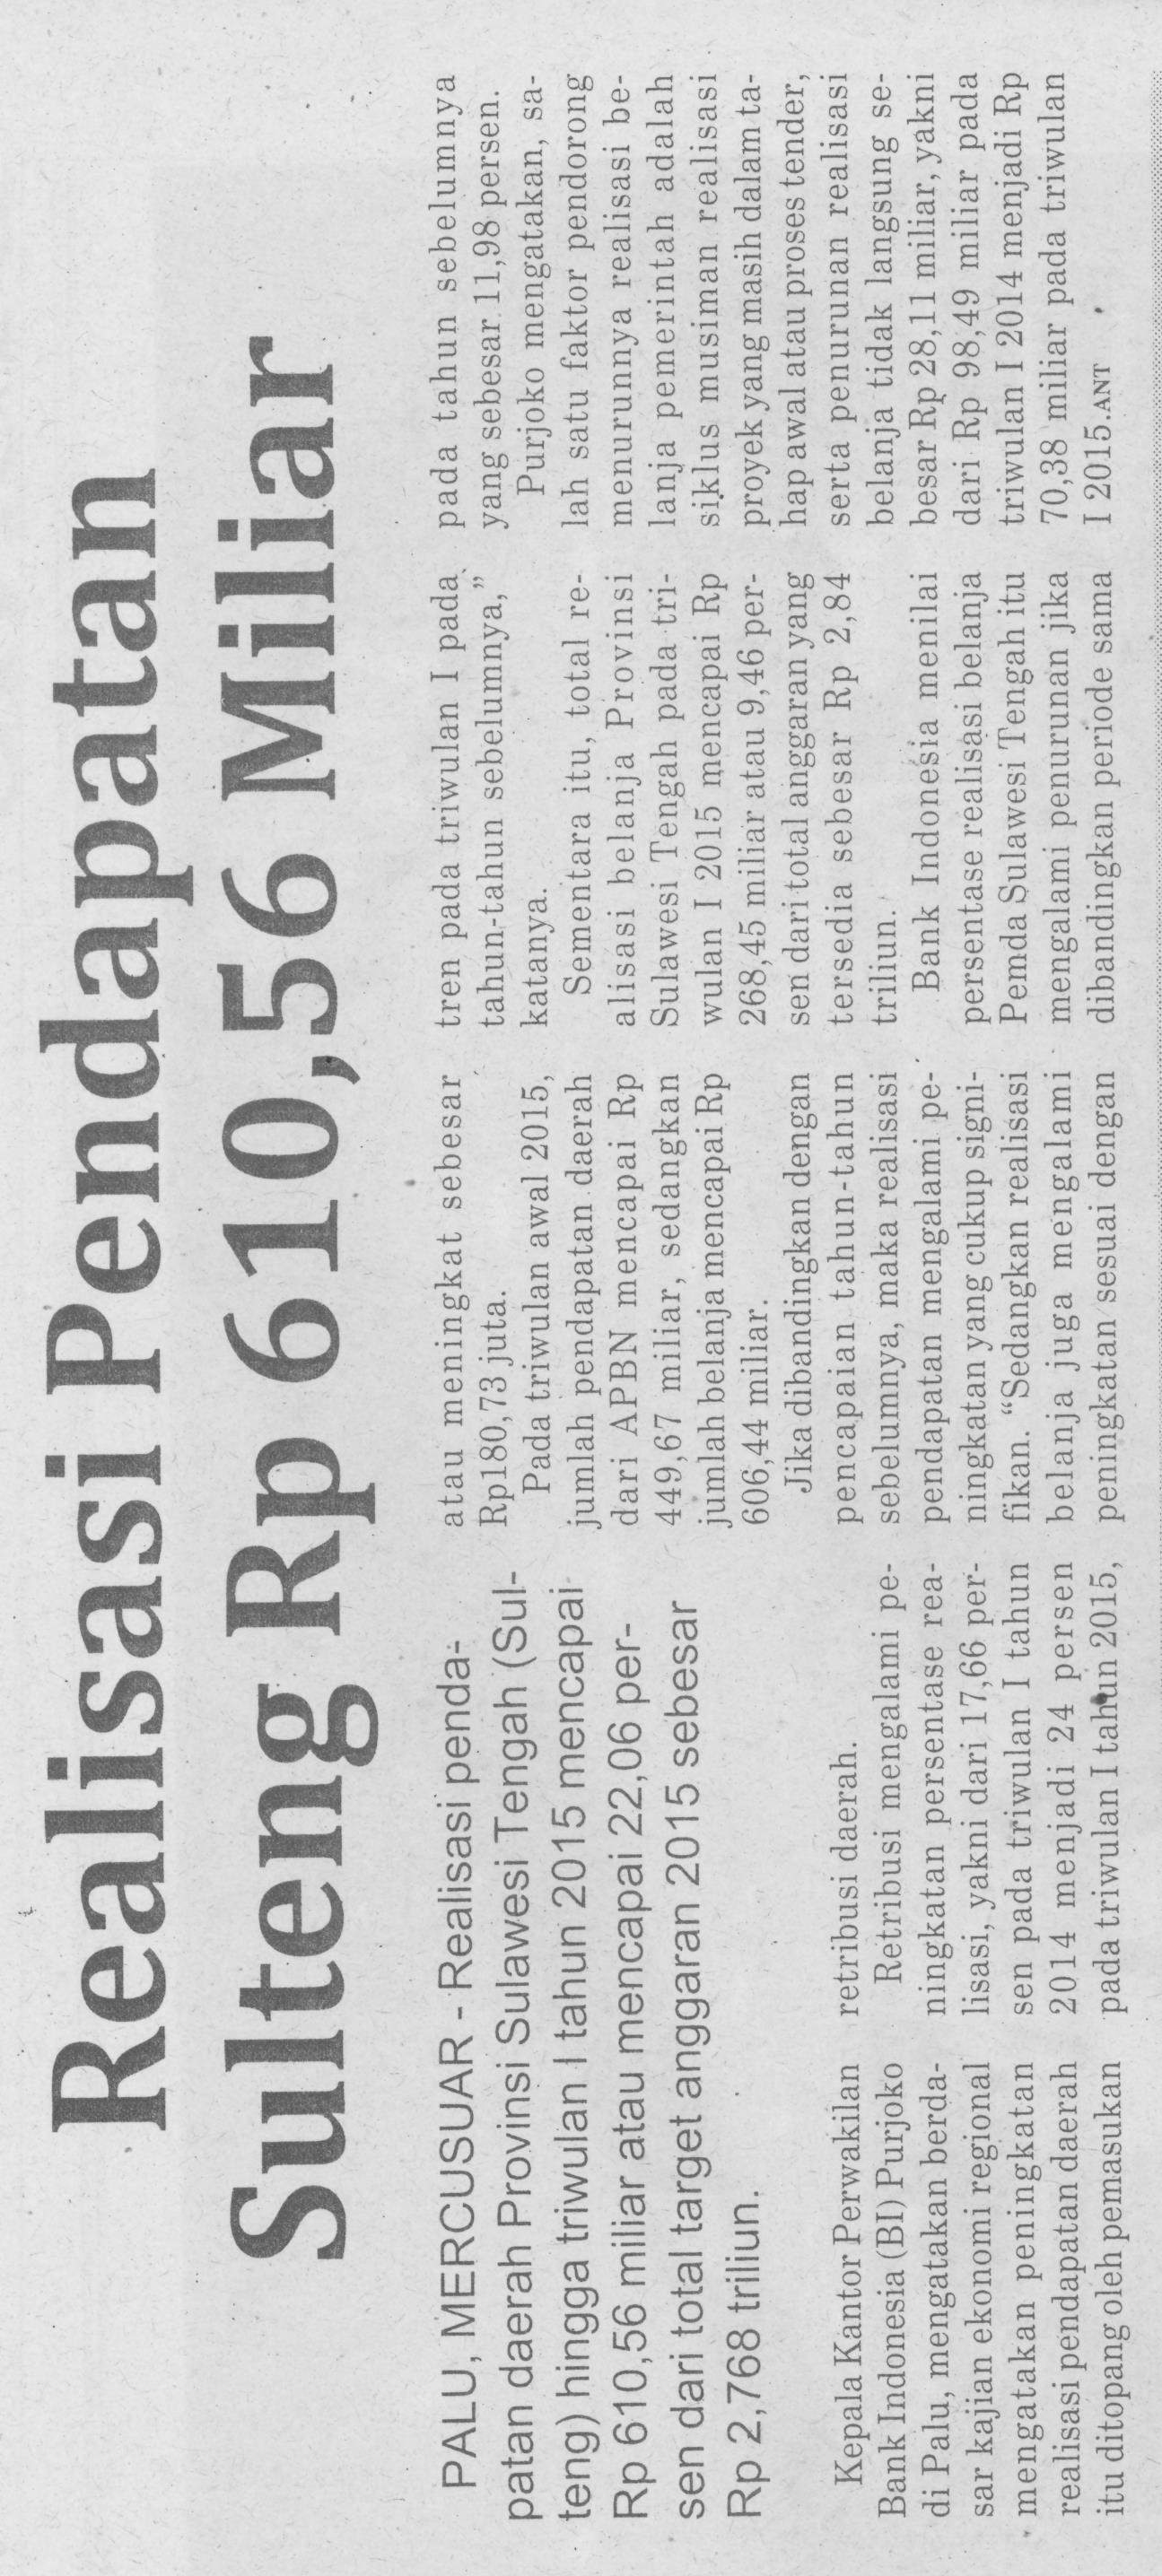 Realisasi Pendapatan
Sulteng Rp 610,56 Miliar
PALU, MERCUSUAR - Realisasi penda-
patan daerah Provinsi Sulawesi Tengah (Sul-
teng) hingga triwulan I tahun 2015 mencapai
Rp 610,56 miliar atau mencapai 22,06 per-
sen dari total target anggaran 2015 sebesar
Rp 2,768 triliun.
Kepala Kantor Perwakilan
Bank Indonesia (BI) Purjoko
di Palu, mengatakan berda-
sar kajian ekonomi regional
mengatakan peningkatan
realisasi pendapatan daerah
itu ditopang oleh pemasukan
retribusi daerah.
Retribusi mengalami pe-
ningkatan persentase rea-
lisasi, yakni dari 17,66 per-
sen pada triwulan I tahun
2014 menjadi 24 persen
pada triwulan I tahun 2015,
atau meningkat sebesar
Rp180,73 juta.
Pada triwulan awal 2015,
jumlah pendapatan daerah
dari APBN mencapai Rp
449,67 miliar, sedangkan
jumlah belanja mencapai Rp
606,44 miliar.
Jika dibandingkan dengan
pencapaian tahun-tahun
sebelumnya, maka realisasi
pendapatan mengalami pe-
ningkatan yang cukup signi-
fikan. “Sedangkan realisasi
belanja juga mengalami
peningkatan sesuai dengan
tren pada triwulan I pada
tahun-tahun sebelumnya,”
katanya.
Sementara itu, total re-
alisasi belanja Provinsi
Sulawesi Tengah pada tri-
wulan I 2015 mencapai Rp
268,45 miliar atau 9,46 per-
sen dari total anggaran yang
tersedia sebesar Rp 2,84
triliun.
Bank Indonesia menilai
persentase realisasi belanja
Pemda Sulawesi Tengah itu
mengalami penurunan jika
dibandingkan periode sama
pada tahun sebelumnya
yang sebesar 11,98 persen.
Purjoko mengatakan, sa-
lah satu faktor pendorong
menurunnya realisasi be-
lanja pemerintah adalah
siklus musiman realisasi
proyek yang masih dalam ta-
hap awal atau proses tender,
serta penurunan realisasi
belanja tidak langsung se-
besar Rp 28,11 miliar, yakni
dari Rp 98,49 miliar pada
triwulan I 2014 menjadi Rp
70,38 miliar pada triwulan
I 2015.ANT